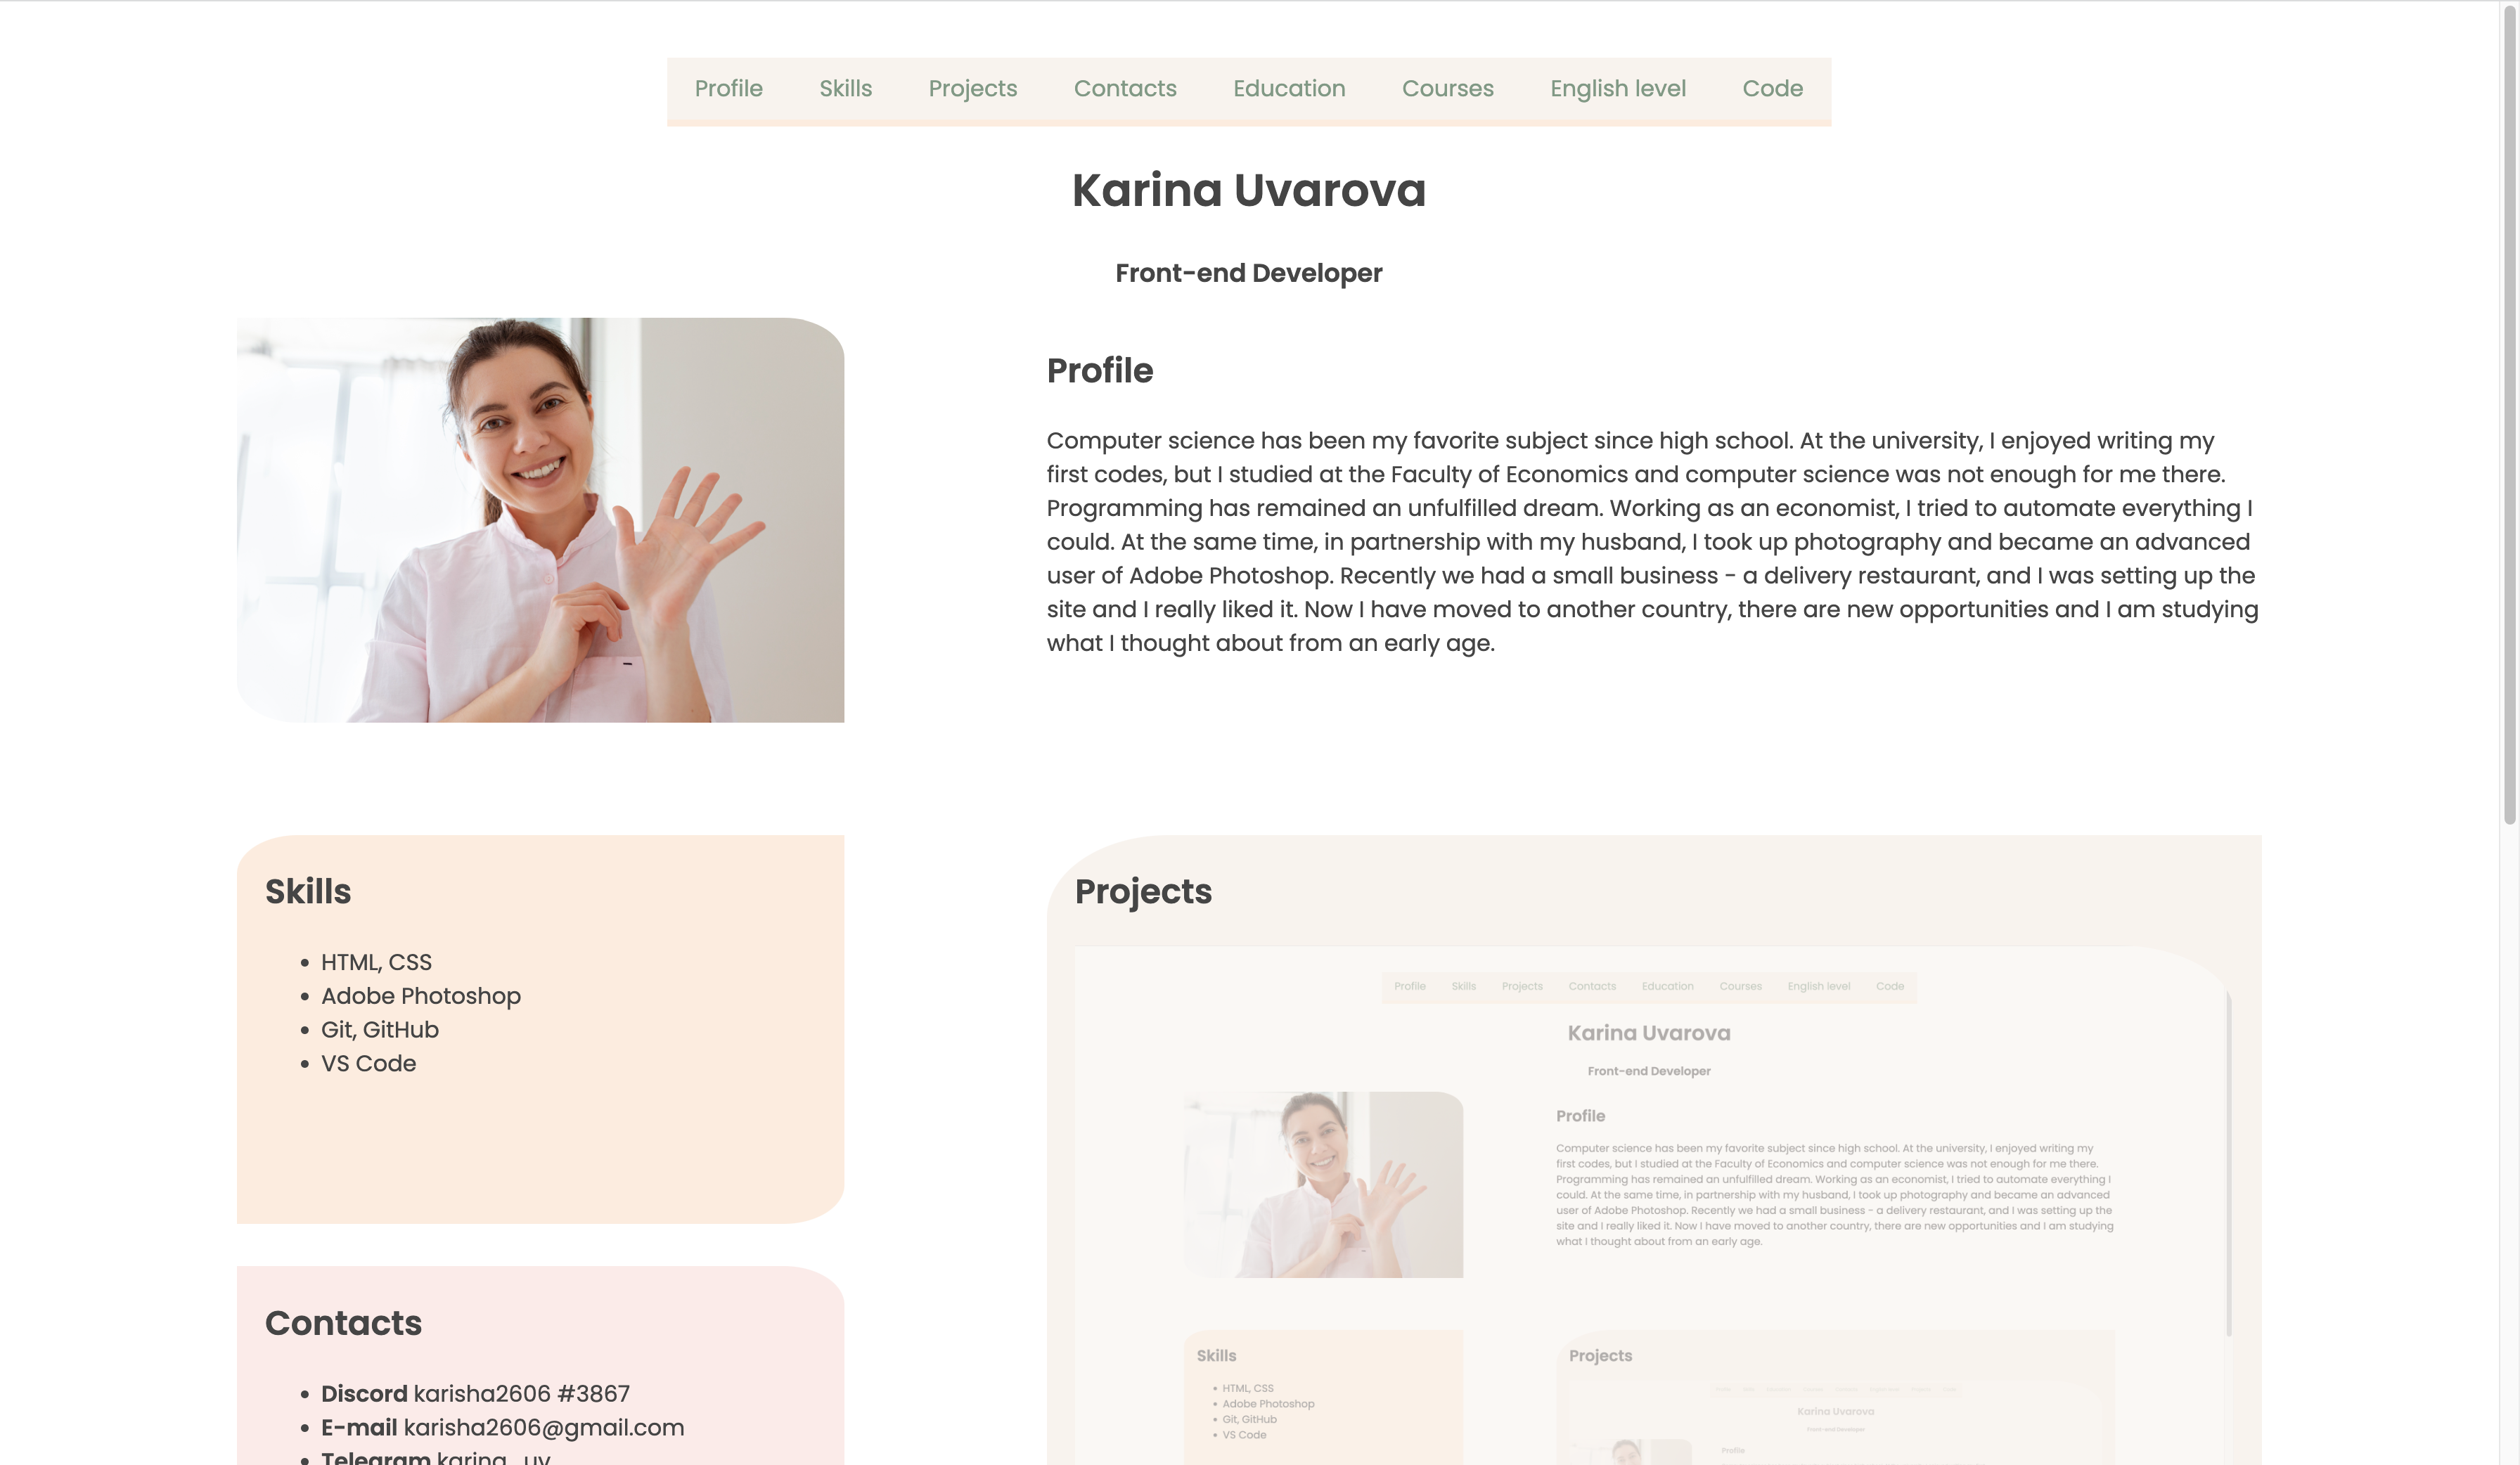 Profile Skills Projects Contacts Education Courses English level Code
Karina Uvarova
Front-end Developer
Profile
Computer science has been my favorite subject since high school. At the university, I enjoyed writing my
first codes, but I studied at the Faculty of Economics and computer science was not enough for me there.
Programming has remained an unfulfilled dream. Working as an economist, I tried to automate everything I
could. At the same time, in partnership with my husband, I took up photography and became an advanced
user of Adobe Photoshop. Recently we had a small business - a delivery restaurant, and I was setting up the
site and I really liked it. Now I have moved to another country, there are new opportunities and I am studying
what I thought about from an early age.
Skills
• HTML, CSS
• Adobe Photoshop
• Git, GitHub
• VS Code
Contacts
• Discord karisha2606 #3867
• E-mail karisha2606@gmail.com
• Telegram karina_uv
Projects
Profile Skills Projects Contacts Education Courses English level Code
Karina Uvarova
Front-end Developer
Profile
Computer science has been my favorite subject since high school. At the university, I enjoyed writing my
first codes, but I studied at the Faculty of Economics and computer science was not enough for me there.
Programming has remained an unfulfilled dream. Working as an economist, I tried to automate everything I
could. At the same time, in partnership with my husband, I took up photography and became an advanced
user of Adobe Photoshop. Recently we had a small business - a delivery restaurant, and I was setting up the
site and I really liked it. Now I have moved to another country, there are new opportunities and I am studying
what I thought about from an early age.
Skills
• HTML, CSS
• Adobe Photoshop
• Git, GitHub
• VS Code
Projects
Karina Uvarova
Front-end Developer
Profile